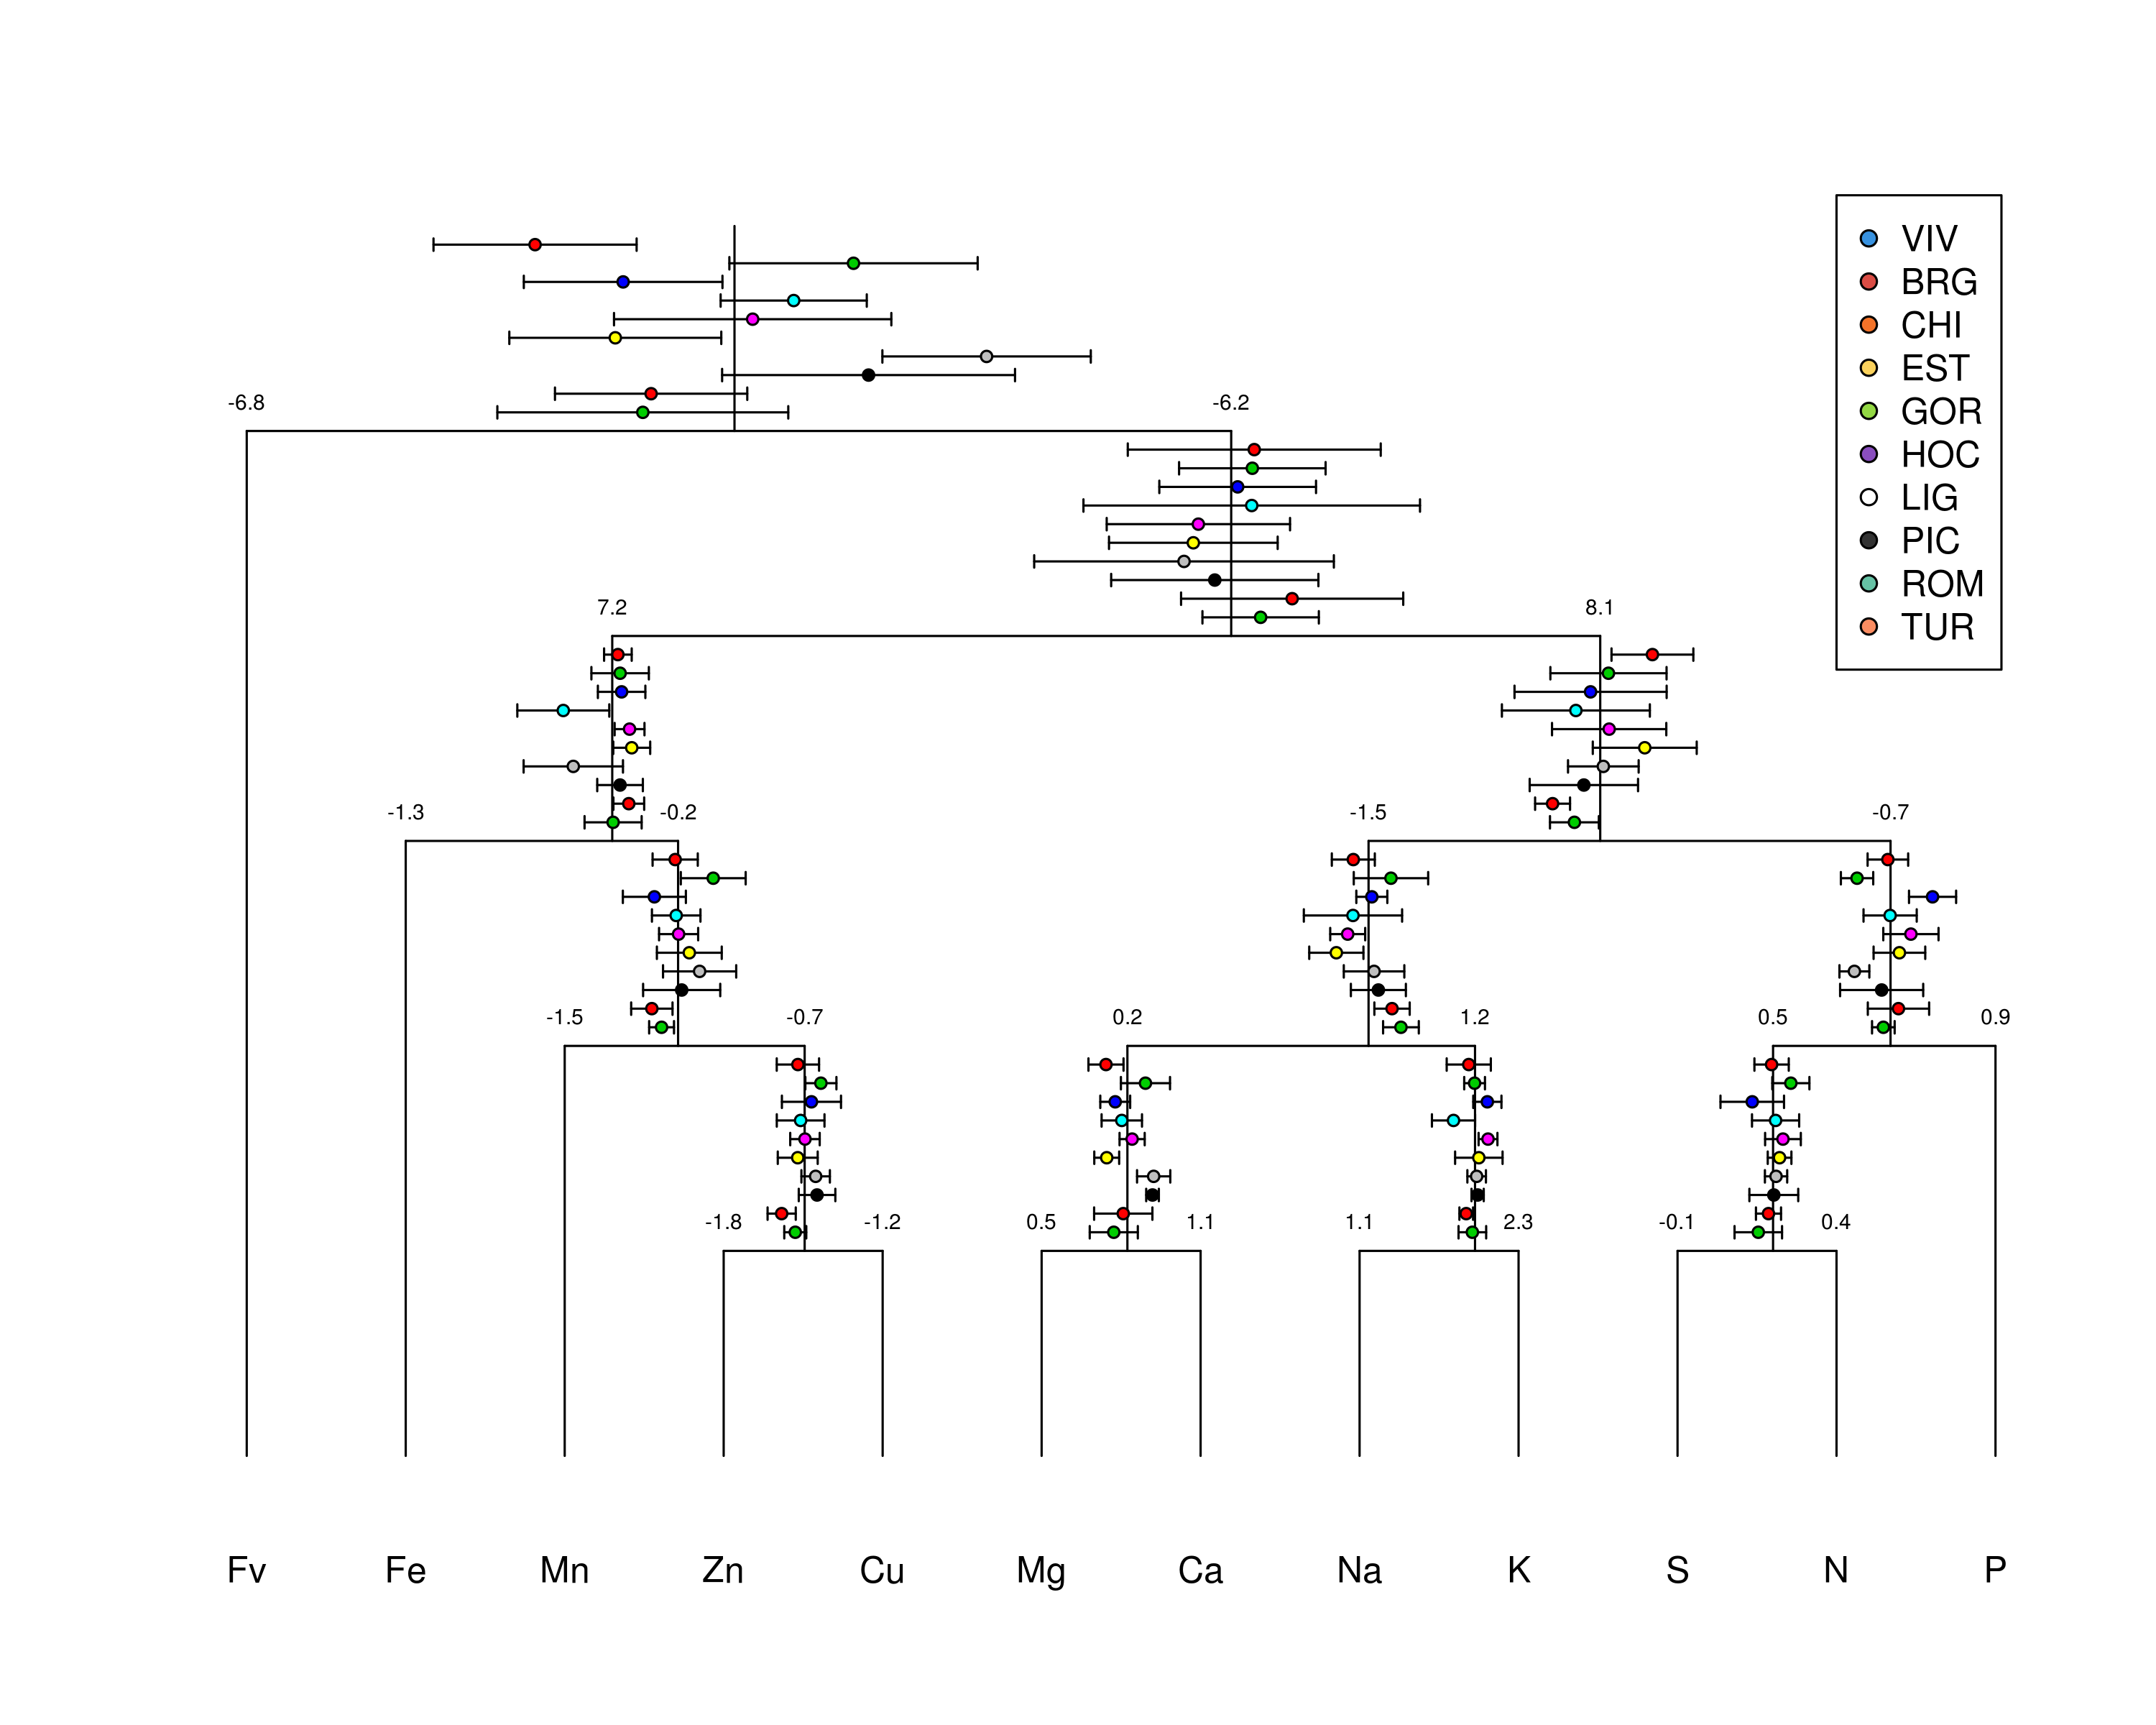 VIV
BRG
CHI
EST
GOR
HOC
LIG
PIC
ROM
TUR
-6.8 -6.2
7.2 8.1
-1.3 -0.2 -1.5 -0.7
-1.5 -0.7 0.2 1.2 0.5 0.9
-1.8 -1.2 0.5 1.1 1.1 2.3 -0.1 0.4
Fv Fe Mn Zn Cu Mg Ca Na K S N P